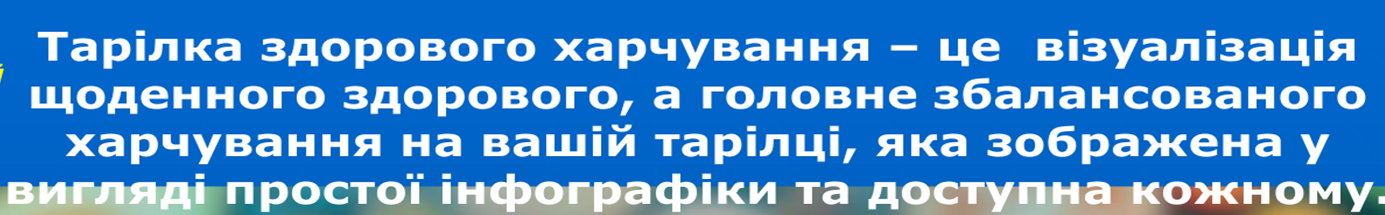 Тарілка здорового харчування – це візуалізація
щоденного здорового, а головне збалансованого
харчування на вашій тарілці, яка зображена у
вигляді простої інфографіки та доступна кожному.